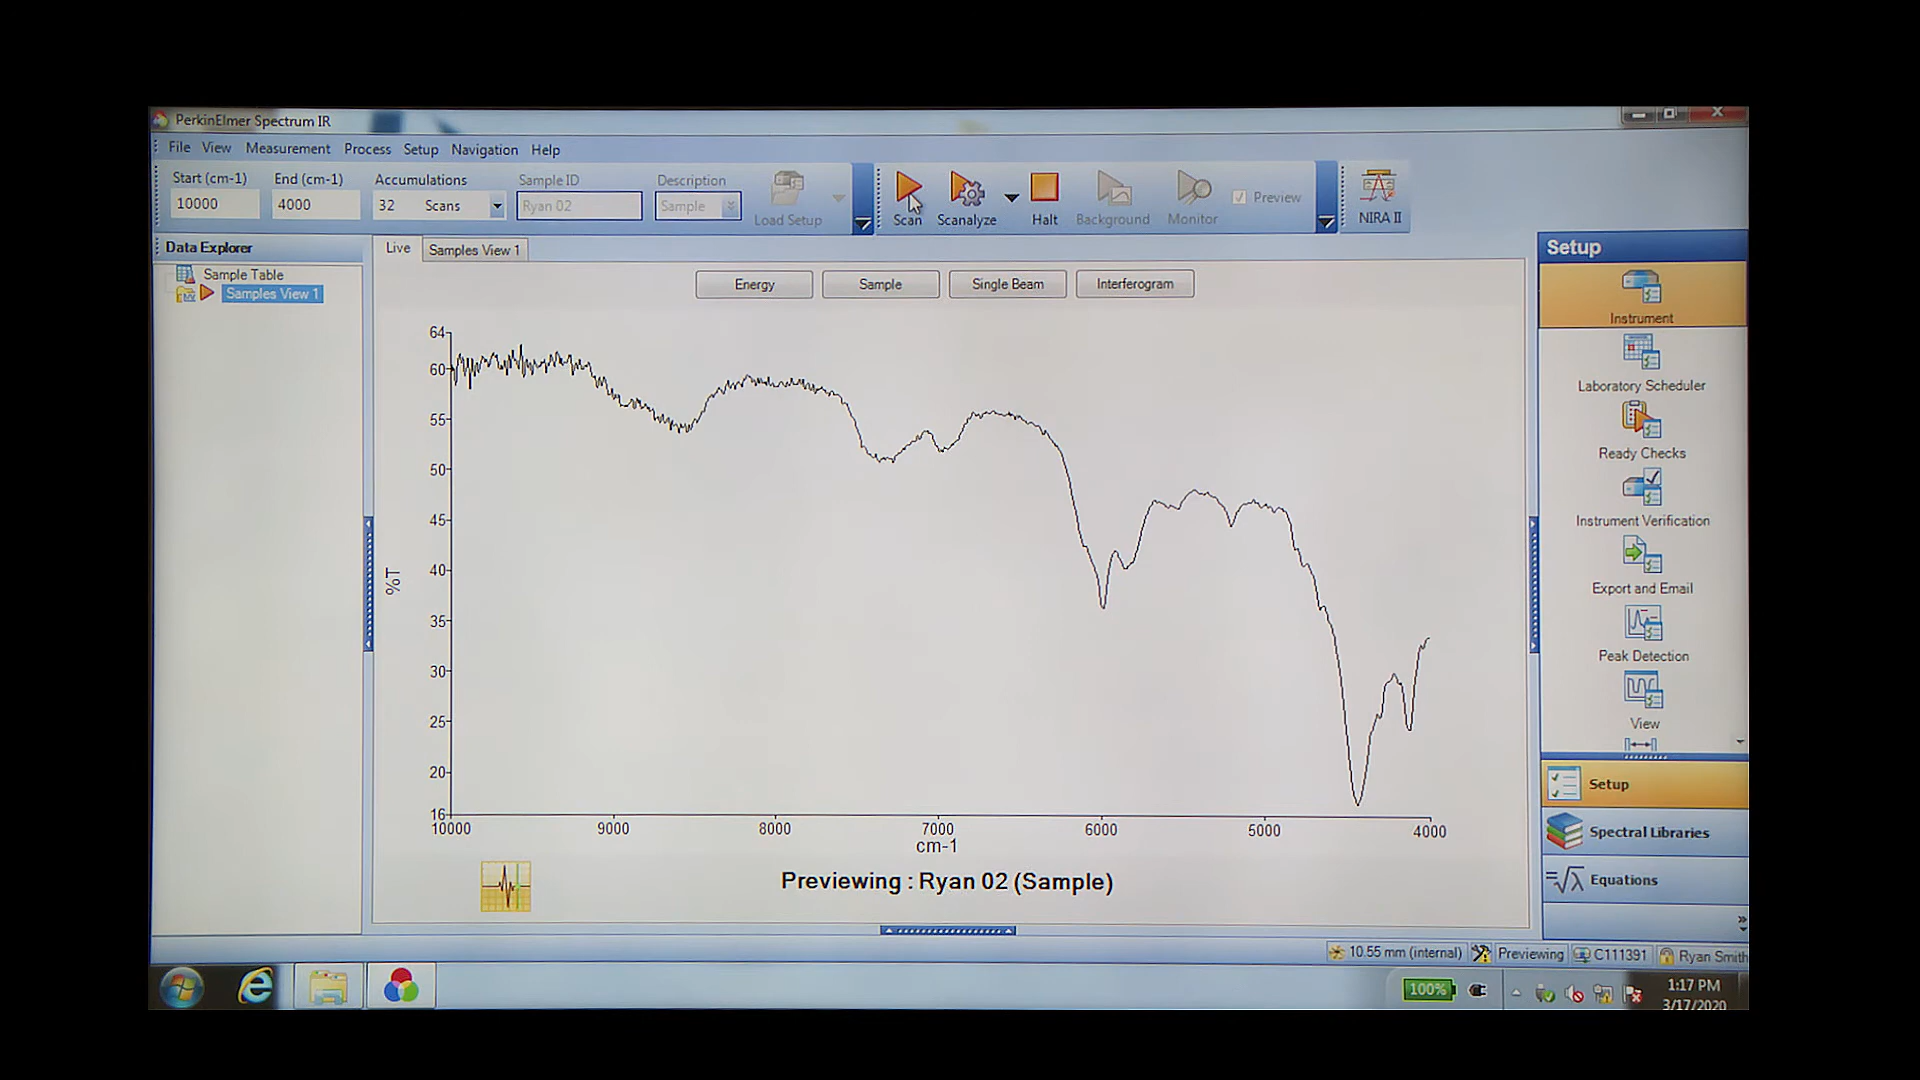 PerkinElmer Spectrum IR
File View Measurement Process Setup Navigation Help
Start (cm-1) End (cm-1) Accumulations Sample ID Description
10000 4000 32 Scans Ryan 02 Sample Load Setup
Scan Scanalyze Halt Background Monitor Preview NIRA II
Data Explorer
Sample Table
Samples View 1
Live Samples View 1
Energy Sample Single Beam Interferogram
64
60
55
50
45
40
35
30
25
20
16
%T
10000 9000 8000 7000 6000 5000 4000
cm-1
Previewing : Ryan 02 (Sample)
Setup
Instrument
Laboratory Scheduler
Ready Checks
Instrument Verification
Export and Email
Peak Detection
View
Setup
Spectral Libraries
Equations
10.55 mm (internal) Previewing C111391 Ryan Smith
100% 1:17 PM
3/17/2020